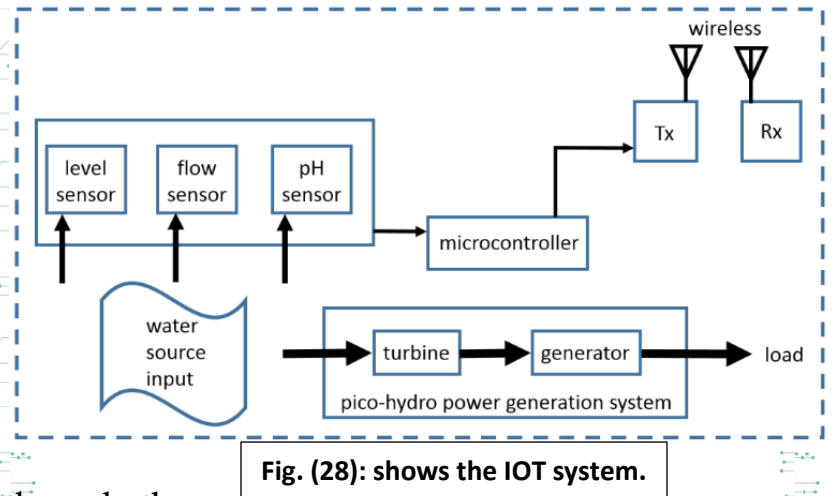 wireless
Tx
Rx
level
sensor
flow
sensor
pH
sensor
microcontroller
water
source
input
turbine
generator
load
pico-hydro power generation system
Fig. (28): shows the IOT system.